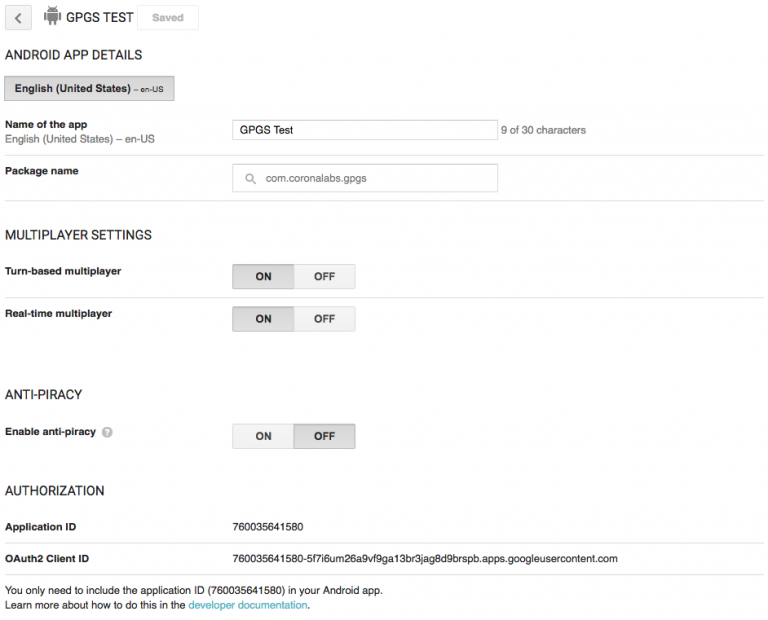 GPGS TEST Saved
ANDROID APP DETAILS
English (United States) – en-US
Name of the app
English (United States) – en-US
GPGS Test
9 of 30 characters
Package name
com.coronalabs.gpgs
MULTIPLAYER SETTINGS
Turn-based multiplayer
ON OFF
Real-time multiplayer
ON OFF
ANTI-PIRACY
Enable anti-piracy ?
ON OFF
AUTHORIZATION
Application ID 760035641580
OAuth2 Client ID 760035641580-5f7i6um26a9vf9ga13br3jag8d9brspb.apps.googleusercontent.com
You only need to include the application ID (760035641580) in your Android app.
Learn more about how to do this in the developer documentation.